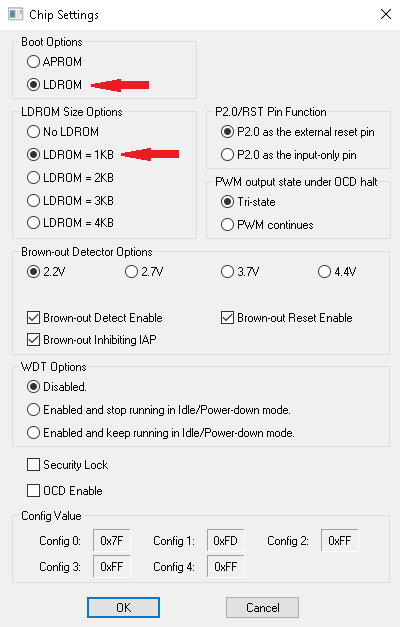 Chip Settings
Boot Options
APROM
LDROM
LDROM Size Options
No LDROM
LDROM = 1KB
LDROM = 2KB
LDROM = 3KB
LDROM = 4KB
P2.0/RST Pin Function
P2.0 as the external reset pin
P2.0 as the input-only pin
PWM output state under OCD halt
Tri-state
PWM continues
Brown-out Detector Options
2.2V 2.7V 3.7V 4.4V
Brown-out Detect Enable Brown-out Reset Enable
Brown-out Inhibiting IAP
WDT Options
Disabled.
Enabled and stop running in Idle/Power-down mode.
Enabled and keep running in Idle/Power-down mode.
Security Lock
OCD Enable
Config Value
Config 0: 0x7F Config 1: 0xFD Config 2: 0xFF
Config 3: 0xFF Config 4: 0xFF
OK Cancel